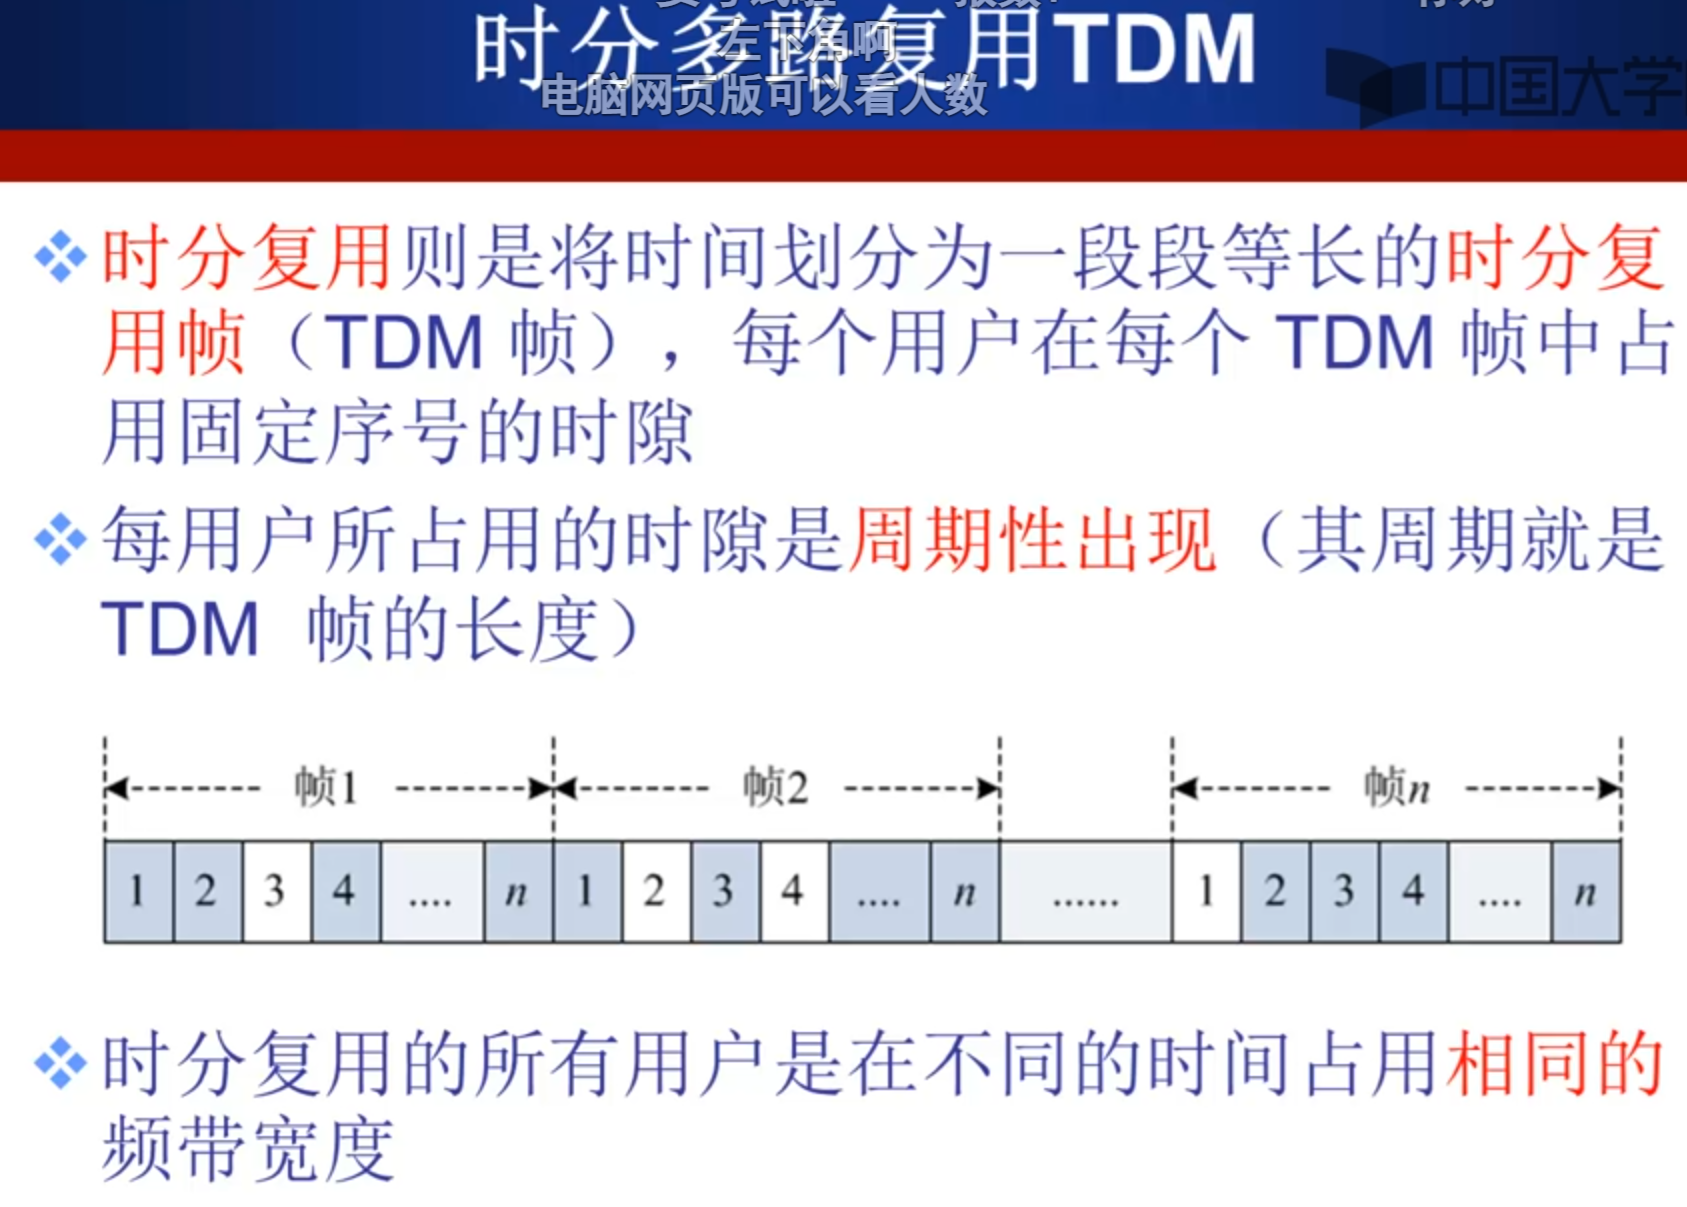 时分多路复用TDM
左下角啊
电脑网页版可以看人数
中国大学
时分复用则是将时间划分为一段段等长的时分复
用帧（TDM 帧），每个用户在每个 TDM 帧中占
用固定序号的时隙
每用户所占用的时隙是周期性出现（其周期就是
TDM 帧的长度）
帧1 帧2 帧n
1 2 3 4 .... n 1 2 3 4 .... n ...... 1 2 3 4 .... n
时分复用的所有用户是在不同的时间占用相同的
频带宽度